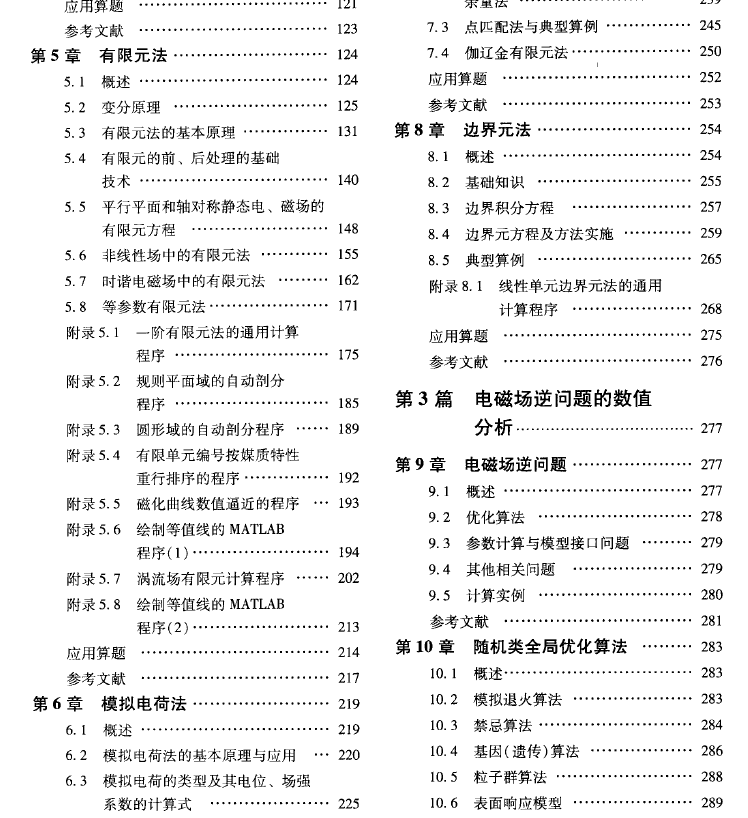 应用算题 …………………… 121
参考文献 …………………… 123
第 5 章 有限元法 …………………… 124
5.1 概述 …………………… 124
5.2 变分原理 …………………… 125
5.3 有限元法的基本原理 …………… 131
5.4 有限元的前、后处理的基础
技术 …………………… 140
5.5 平行平面和轴对称静态电、磁场的
有限元方程 ……………… 148
5.6 非线性场中的有限元法 ………… 155
5.7 时谐电磁场中的有限元法 ……… 162
5.8 等参数有限元法 ………………… 171
附录 5.1 一阶有限元法的通用计算
程序 …………………… 175
附录 5.2 规则平面域的自动剖分
程序 …………………… 185
附录 5.3 圆形域的自动剖分程序 …… 189
附录 5.4 有限单元编号按媒质特性
重行排序的程序 …………… 192
附录 5.5 磁化曲线数值逼近的程序 … 193
附录 5.6 绘制等值线的 MATLAB
程序(1) ………………… 194
附录 5.7 涡流场有限元计算程序 …… 202
附录 5.8 绘制等值线的 MATLAB
程序(2) ………………… 213
应用算题 …………………… 214
参考文献 …………………… 217
第 6 章 模拟电荷法 ………………… 219
6.1 概述 …………………… 219
6.2 模拟电荷法的基本原理与应用 … 220
6.3 模拟电荷的类型及其电位、场强
系数的计算式 ……………… 225
余量法 …………………… 239
7.3 点匹配法与典型算例 …………… 245
7.4 伽辽金有限元法 ………………… 250
应用算题 …………………… 252
参考文献 …………………… 253
第 8 章 边界元法 …………………… 254
8.1 概述 …………………… 254
8.2 基础知识 …………………… 255
8.3 边界积分方程 ………………… 257
8.4 边界元方程及方法实施 ………… 259
8.5 典型算例 …………………… 265
附录 8.1 线性单元边界元法的通用
计算程序 ………………… 268
应用算题 …………………… 275
参考文献 …………………… 276
第 3 篇 电磁场逆问题的数值
分析 …………………… 277
第 9 章 电磁场逆问题 ……………… 277
9.1 概述 …………………… 277
9.2 优化算法 …………………… 278
9.3 参数计算与模型接口问题 ……… 279
9.4 其他相关问题 ………………… 279
9.5 计算实例 …………………… 280
参考文献 …………………… 281
第 10 章 随机类全局优化算法 ……… 283
10.1 概述 …………………… 283
10.2 模拟退火算法 ………………… 283
10.3 禁忌算法 …………………… 284
10.4 基因(遗传)算法 ……………… 286
10.5 粒子群算法 ………………… 288
10.6 表面响应模型 ………………… 289